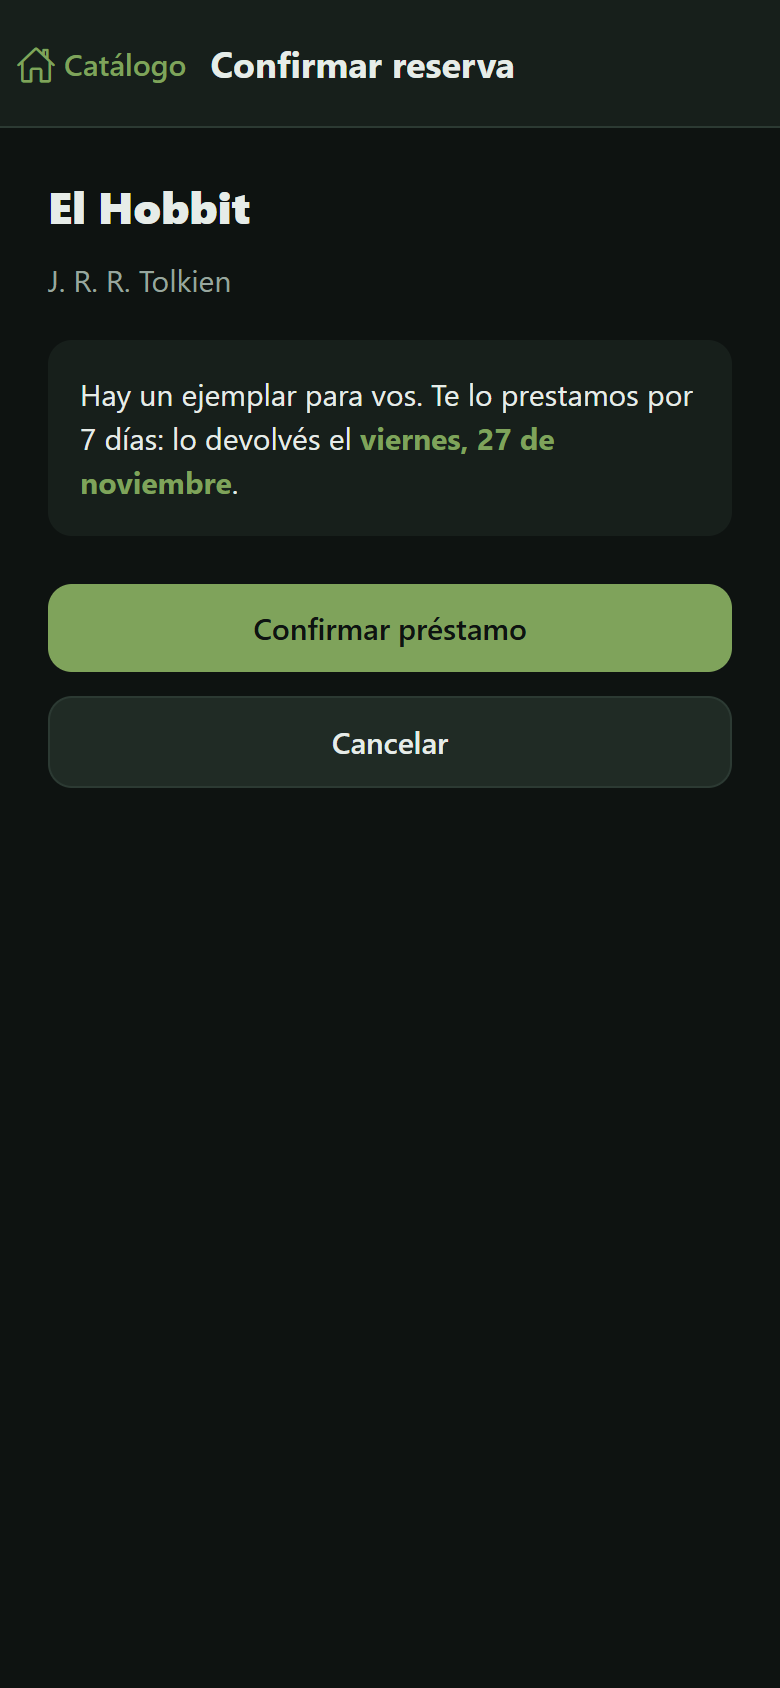 Catálogo Confirmar reserva
El Hobbit
J. R. R. Tolkien
Hay un ejemplar para vos. Te lo prestamos por
7 días: lo devolvés el viernes, 27 de
noviembre.
Confirmar préstamo
Cancelar